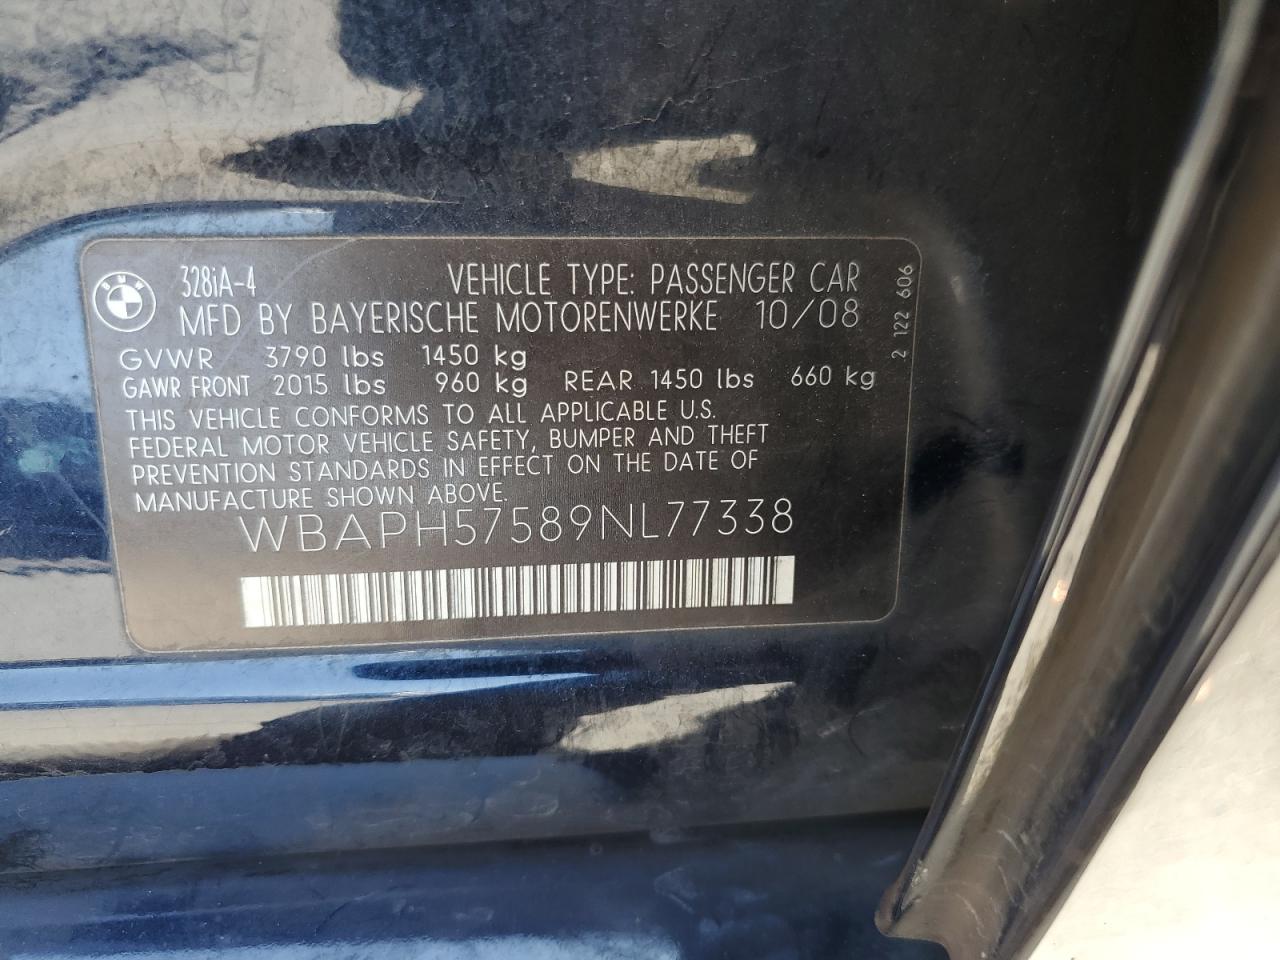 328iA-4 VEHICLE TYPE: PASSENGER CAR
MFD BY BAYERISCHE MOTORENWERKE 10/08
GVWR 3790 lbs 1450 kg
GAWR FRONT 2015 lbs 960 kg REAR 1450 lbs 660 kg
THIS VEHICLE CONFORMS TO ALL APPLICABLE U.S.
FEDERAL MOTOR VEHICLE SAFETY, BUMPER AND THEFT
PREVENTION STANDARDS IN EFFECT ON THE DATE OF
MANUFACTURE SHOWN ABOVE.
WBAPH57589NL77338
2 122 606
BMW